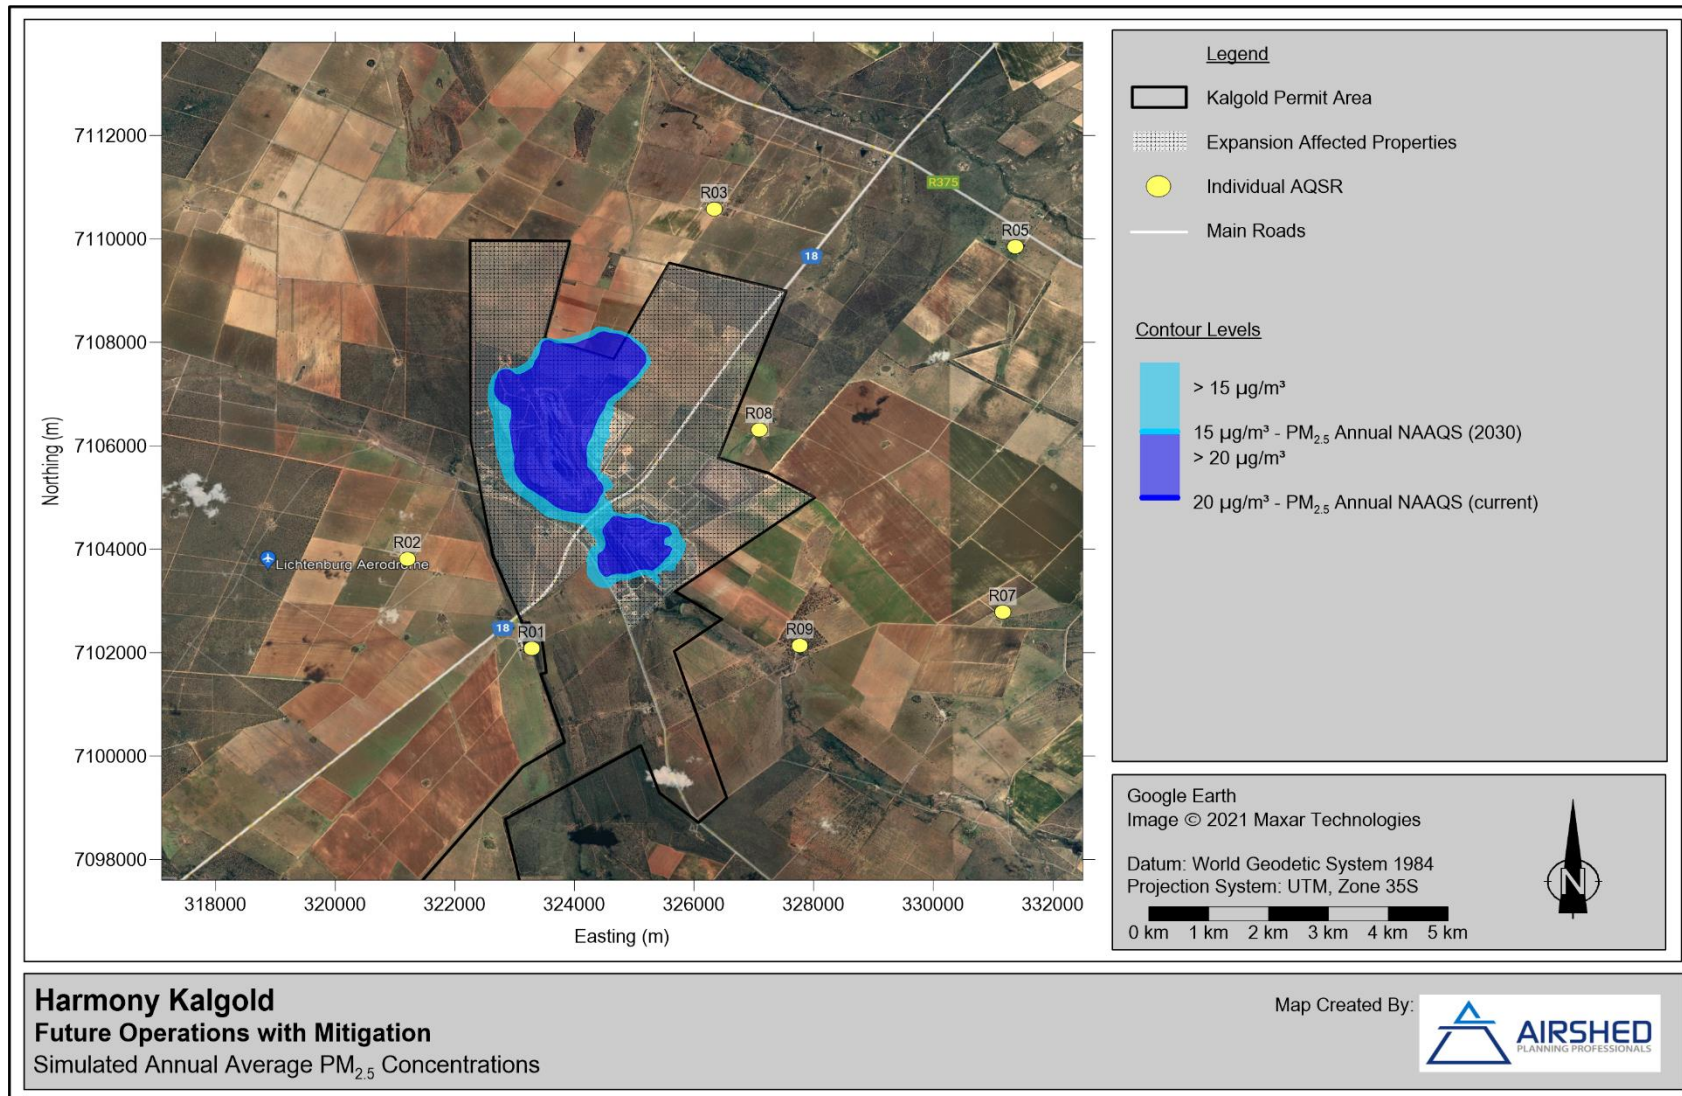 7112000
7110000
7108000
7106000
7104000
7102000
7100000
7098000
Northing (m)
318000 320000 322000 324000 326000 328000 330000 332000
Easting (m)
R03
R375
R05
18
R08
R02
Lichtenburg Aerodrome
R07
18
R01
R09
Legend
Kalgold Permit Area
Expansion Affected Properties
Individual AQSR
Main Roads
Contour Levels
> 15 µg/m³
15 µg/m³ - PM₂.₅ Annual NAAQS (2030)
> 20 µg/m³
20 µg/m³ - PM₂.₅ Annual NAAQS (current)
Google Earth
Image © 2021 Maxar Technologies
Datum: World Geodetic System 1984
Projection System: UTM, Zone 35S
N
0 km 1 km 2 km 3 km 4 km 5 km
Harmony Kalgold
Future Operations with Mitigation
Simulated Annual Average PM₂.₅ Concentrations
Map Created By:
AIRSHED
PLANNING PROFESSIONALS